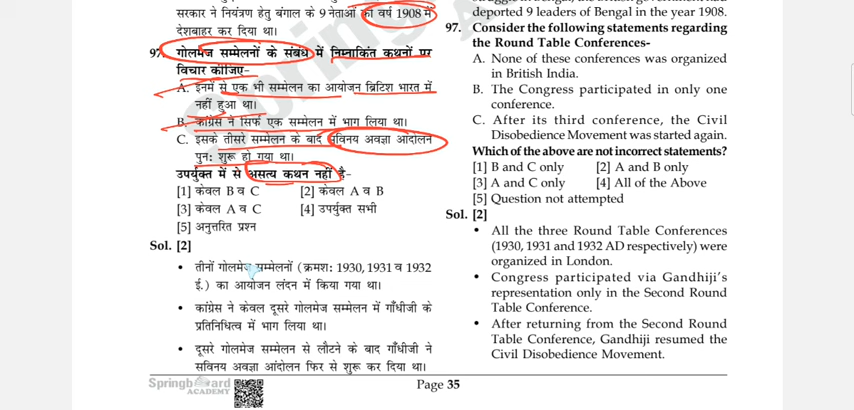 सरकार ने नियंत्रण हेतु बंगाल के 9 नेताओं को वर्ष 1908 में
देशबाहर कर दिया था।
97. गोलमेज सम्मेलनों के संबंध में निम्नांकित कथनों पर
विचार कीजिए-
A. इनमें से एक भी सम्मेलन का आयोजन ब्रिटिश भारत में
नहीं हुआ था।
B. कांग्रेस ने सिर्फ एक सम्मेलन में भाग लिया था।
C. इसके तीसरे सम्मेलन के बाद सविनय अवज्ञा आंदोलन
पुनः शुरू हो गया था।
उपर्युक्त में से असत्य कथन नहीं है-
[1] केवल B व C [2] केवल A व B
[3] केवल A व C [4] उपर्युक्त सभी
[5] अनुत्तरित प्रश्न
Sol. [2]
• तीनों गोलमेज सम्मेलनों (क्रमश: 1930, 1931 व 1932
ई.) का आयोजन लंदन में किया गया था।
• कांग्रेस ने केवल दूसरे गोलमेज सम्मेलन में गाँधीजी के
प्रतिनिधित्व में भाग लिया था।
• दूसरे गोलमेज सम्मेलन से लौटने के बाद गाँधीजी ने
सविनय अवज्ञा आंदोलन फिर से शुरू कर दिया था।
deported 9 leaders of Bengal in the year 1908.
97. Consider the following statements regarding
the Round Table Conferences-
A. None of these conferences was organized
in British India.
B. The Congress participated in only one
conference.
C. After its third conference, the Civil
Disobedience Movement was started again.
Which of the above are not incorrect statements?
[1] B and C only [2] A and B only
[3] A and C only [4] All of the Above
[5] Question not attempted
Sol. [2]
• All the three Round Table Conferences
(1930, 1931 and 1932 AD respectively) were
organized in London.
• Congress participated via Gandhiji's
representation only in the Second Round
Table Conference.
• After returning from the Second Round
Table Conference, Gandhiji resumed the
Civil Disobedience Movement.
Springboard
ACADEMY
Page 35